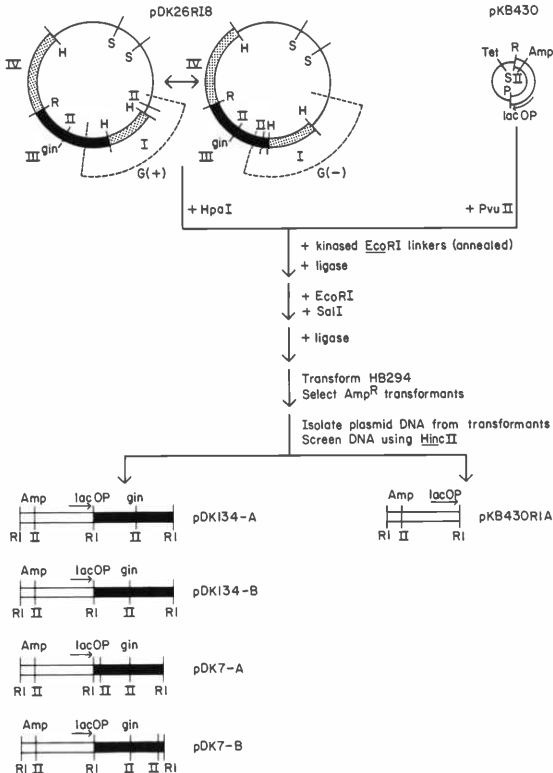 pDK26RI8
pKB430
H
S
S
IV
R
II
H
H
I
II
III gin
G(+)
H
S
S
IV
R
H
II
H
I
II
III gin
G(-)
Tet
R
Amp
S
II
P
lacOP
+ HpaI
+ PvuII
+ kinased EcoRI linkers (annealed)
+ ligase
+ EcoRI
+ SalI
+ ligase
Transform HB294
Select AmpR transformants
Isolate plasmid DNA from transformants
Screen DNA using HincII
Amp lacOP gin
RI II RI II RI
pDK134-A
Amp lacOP
RI II RI
pKB430RIA
Amp lacOP gin
RI II RI II RI
pDK134-B
Amp lacOP gin
RI II RI II II RI
pDK7-A
Amp lacOP gin
RI II RI II II RI
pDK7-B